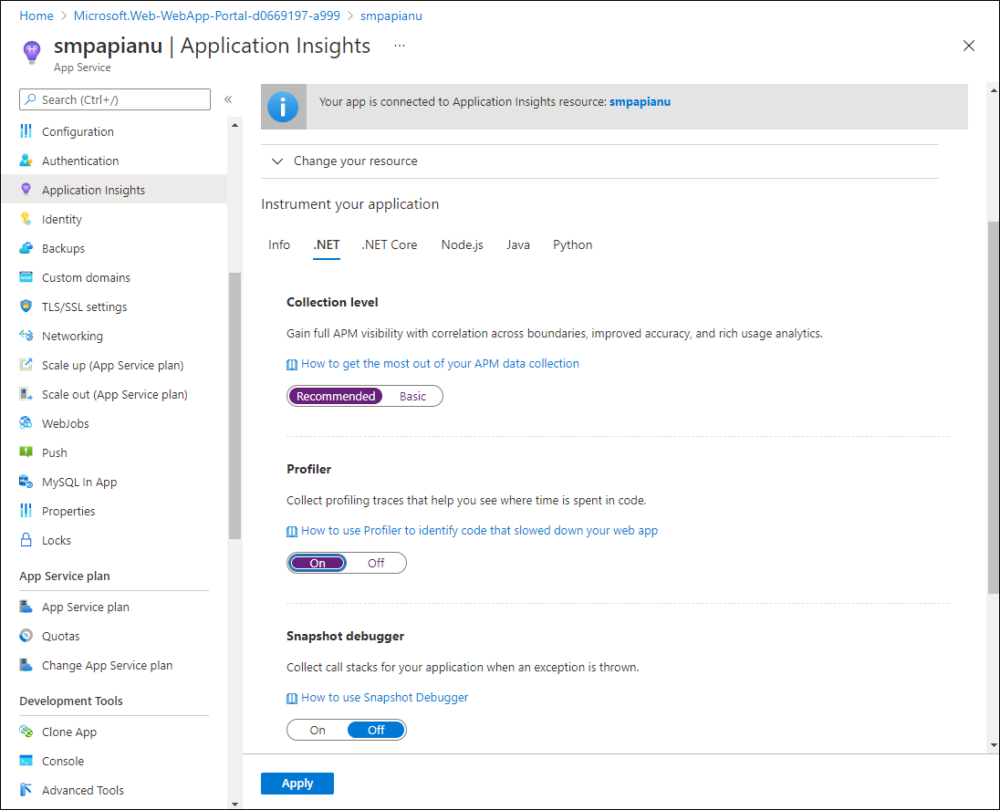 Home > Microsoft.Web-WebApp-Portal-d0669197-a999 > smpapianu
smpapianu | Application Insights ...
App Service
Search (Ctrl+/)
«
Configuration
Authentication
Application Insights
Identity
Backups
Custom domains
TLS/SSL settings
Networking
Scale up (App Service plan)
Scale out (App Service plan)
WebJobs
Push
MySQL In App
Properties
Locks
App Service plan
App Service plan
Quotas
Change App Service plan
Development Tools
Clone App
Console
Advanced Tools
Your app is connected to Application Insights resource: smpapianu
Change your resource
Instrument your application
Info .NET .NET Core Node.js Java Python
Collection level
Gain full APM visibility with correlation across boundaries, improved accuracy, and rich usage analytics.
How to get the most out of your APM data collection
Recommended Basic
Profiler
Collect profiling traces that help you see where time is spent in code.
How to use Profiler to identify code that slowed down your web app
On Off
Snapshot debugger
Collect call stacks for your application when an exception is thrown.
How to use Snapshot Debugger
On Off
Apply